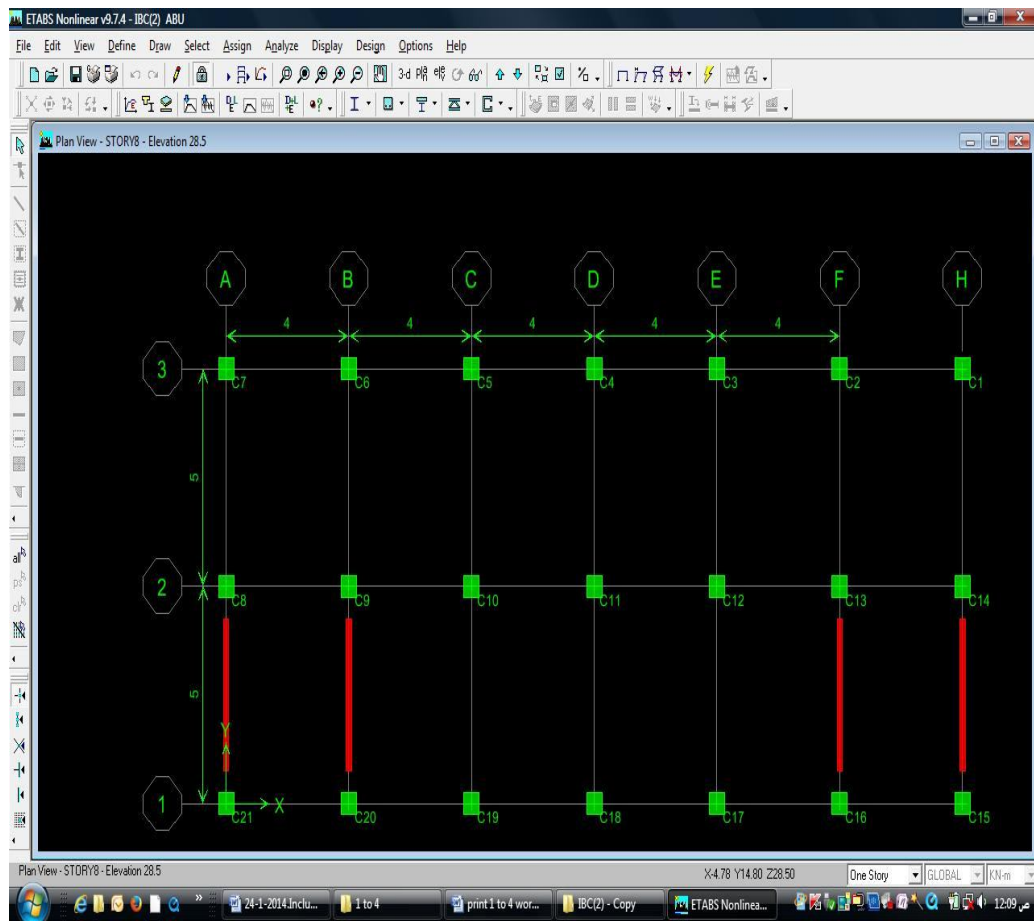 ETABS Nonlinear v9.7.4 - IBC(2) ABU
File Edit View Define Draw Select Assign Analyze Display Design Options Help
3-d
Plan View - STORY8 - Elevation 28.5
A B C D E F H
4 4 4 4 4
3
C7 C6 C5 C4 C3 C2 C1
5
2
C8 C9 C10 C11 C12 C13 C14
5
Y
1
X
C21 C20 C19 C18 C17 C16 C15
Plan View - STORY8 - Elevation 28.5 X-4.78 Y14.80 Z28.50 One Story GLOBAL KN-m
24-1-2014.Inclu... 1 to 4 print 1 to 4 wor... IBC(2) - Copy ETABS Nonlinea... 12:09 ص